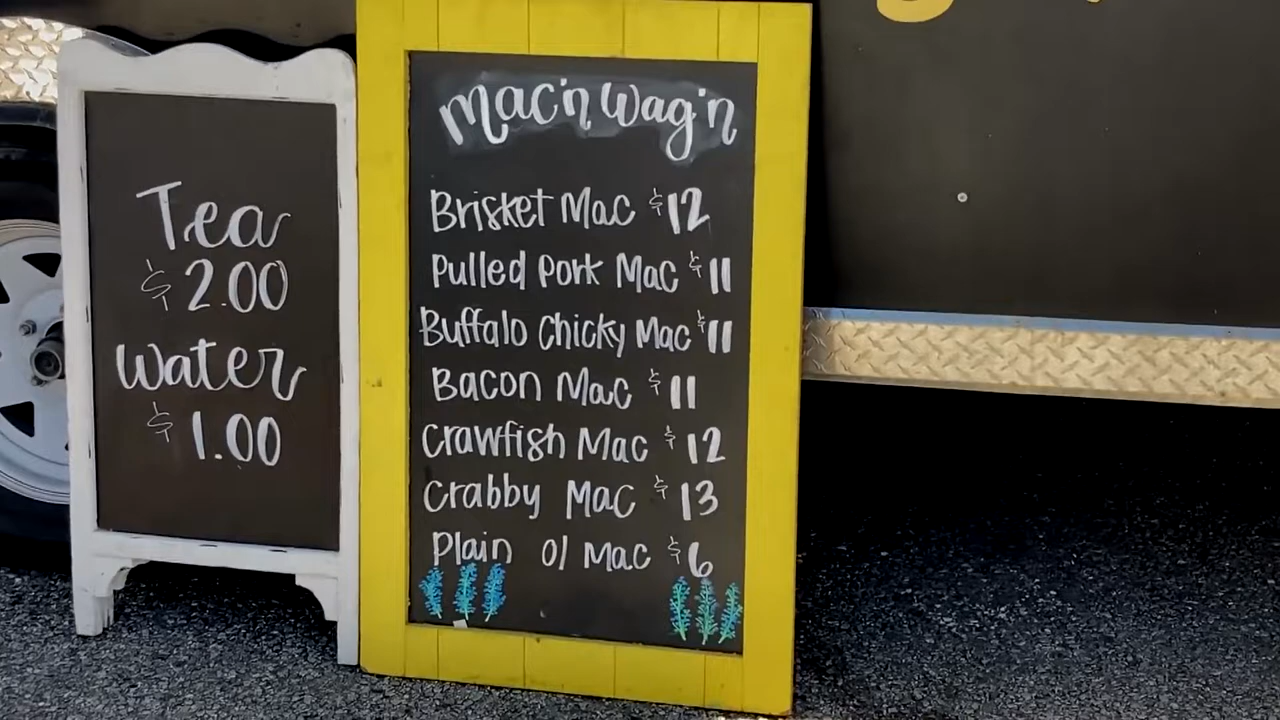 Tea
$2.00
Water
$1.00
Mac'n Wag'n
Brisket Mac $12
Pulled Pork Mac $11
Buffalo Chicky Mac $11
Bacon Mac $11
Crawfish Mac $12
Crabby Mac $13
Plain Ol Mac $6